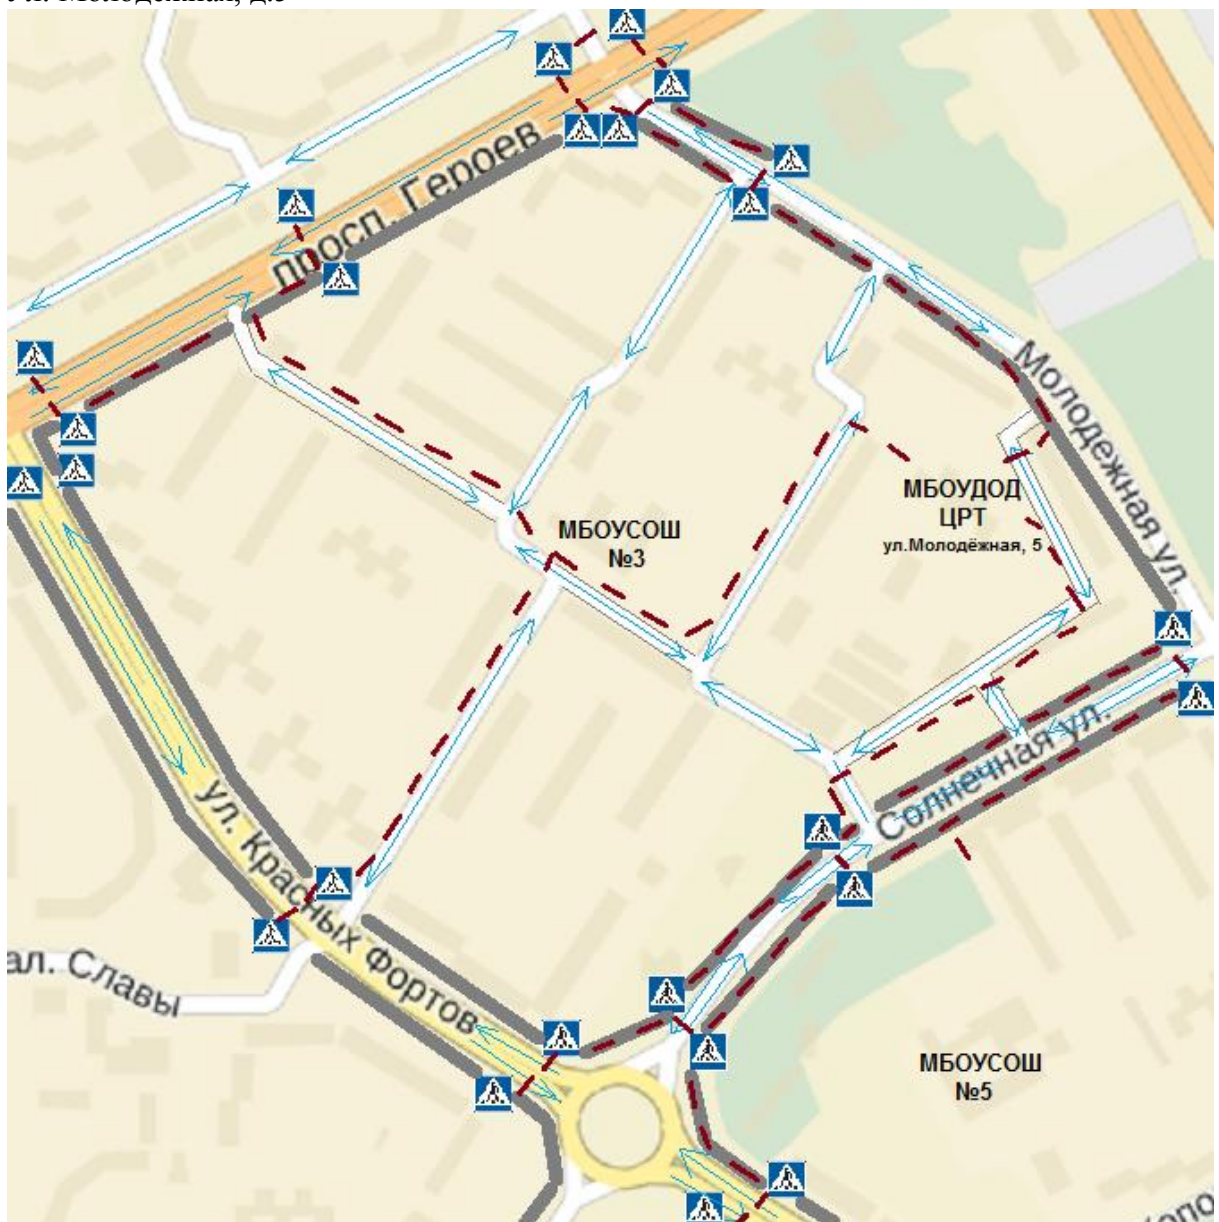 просп. Героев
Молодежная ул.
МБОУДОД
ЦРТ
ул.Молодёжная, 5
МБОУСОШ
№3
Солнечная ул.
ул. Красных Фортов
ал. Славы
МБОУСОШ
№5